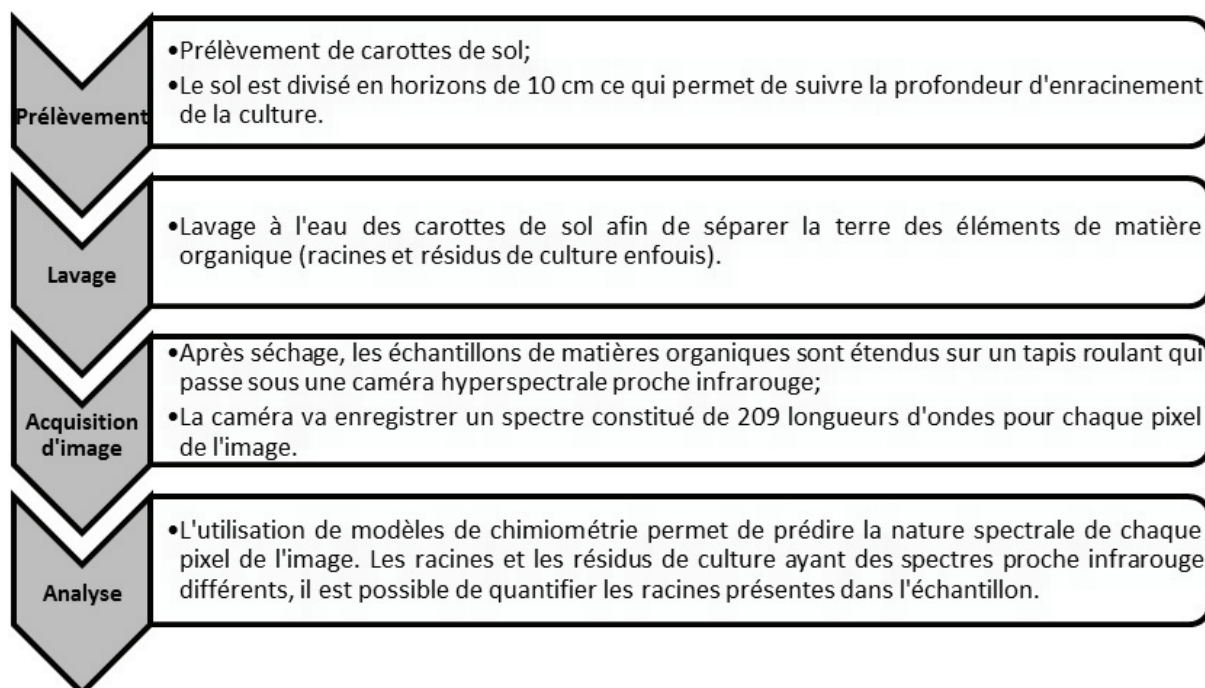 Prélèvement
•Prélèvement de carottes de sol;
•Le sol est divisé en horizons de 10 cm ce qui permet de suivre la profondeur d'enracinement
de la culture.
Lavage
•Lavage à l'eau des carottes de sol afin de séparer la terre des éléments de matière
organique (racines et résidus de culture enfouis).
Acquisition
d'image
•Après séchage, les échantillons de matières organiques sont étendus sur un tapis roulant qui
passe sous une caméra hyperspectrale proche infrarouge;
•La caméra va enregistrer un spectre constitué de 209 longueurs d'ondes pour chaque pixel
de l'image.
Analyse
•L'utilisation de modèles de chimiométrie permet de prédire la nature spectrale de chaque
pixel de l'image. Les racines et les résidus de culture ayant des spectres proche infrarouge
différents, il est possible de quantifier les racines présentes dans l'échantillon.